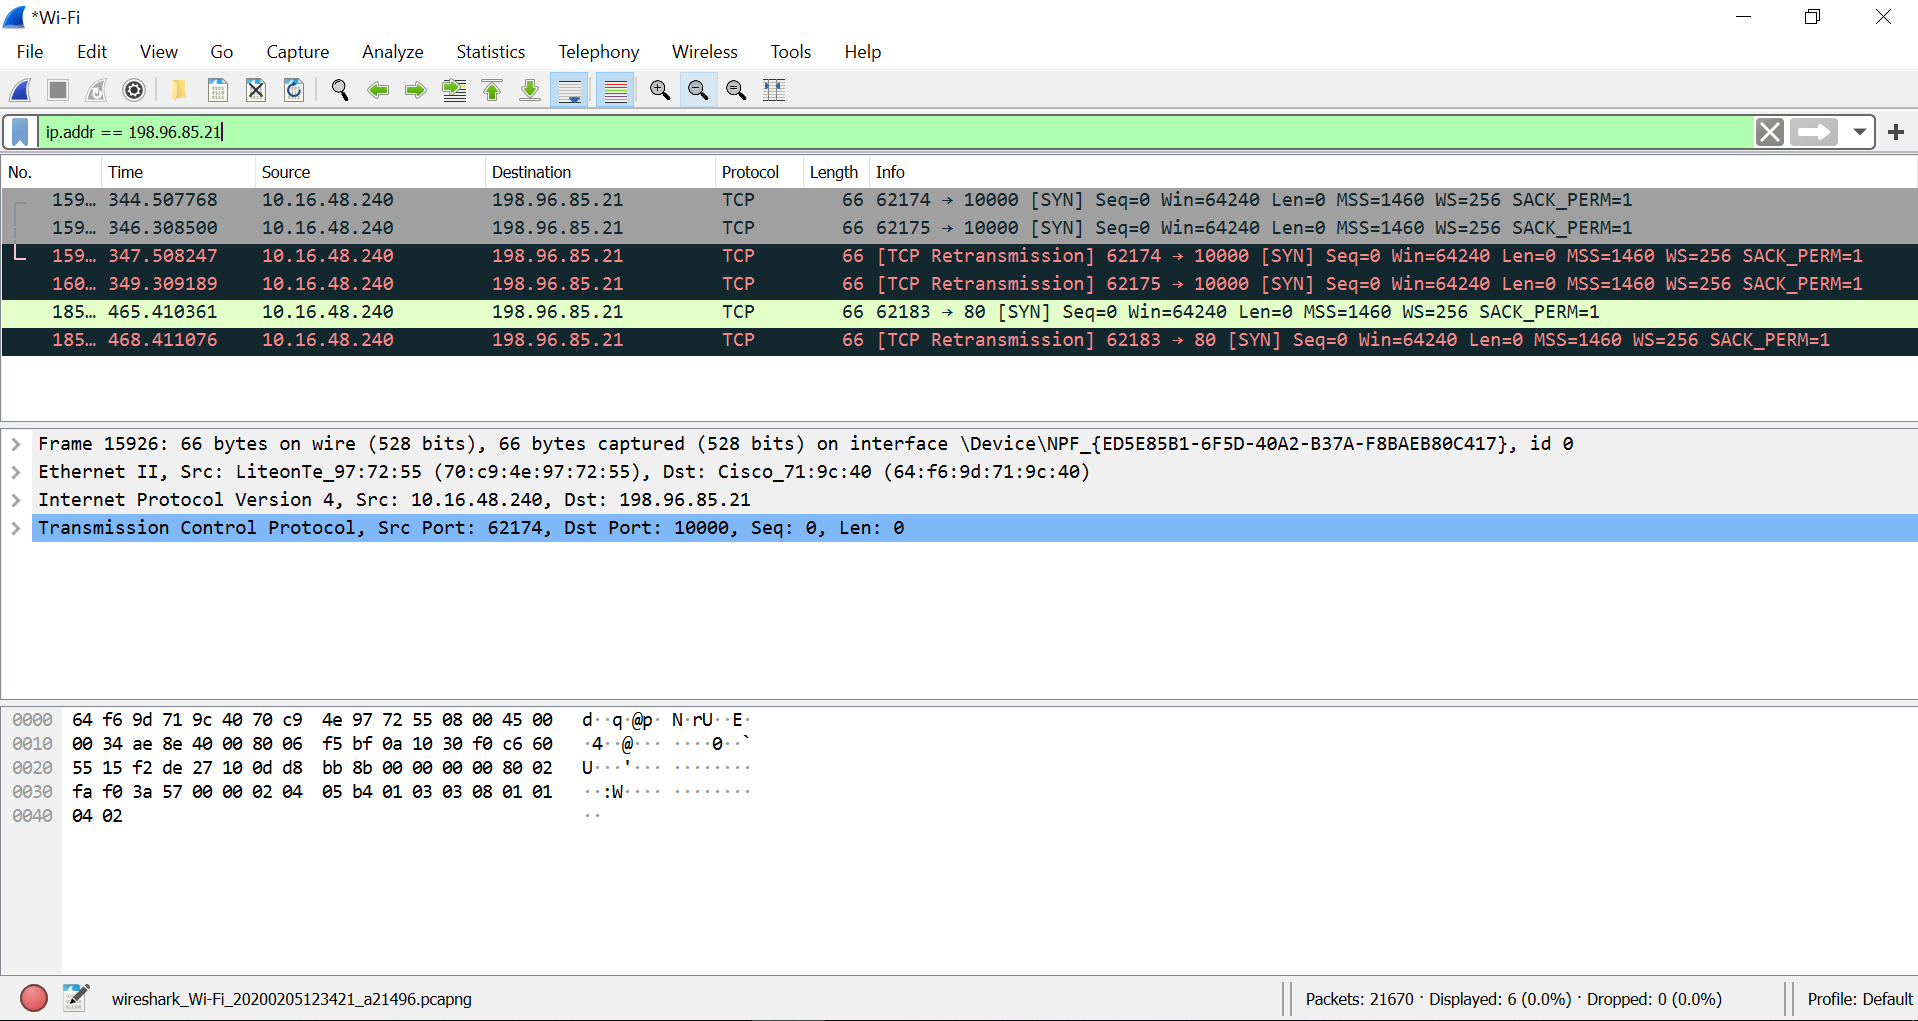 *Wi-Fi
File Edit View Go Capture Analyze Statistics Telephony Wireless Tools Help
ip.addr == 198.96.85.21
No. Time Source Destination Protocol Length Info
159… 344.507768 10.16.48.240 198.96.85.21 TCP 66 62174 → 10000 [SYN] Seq=0 Win=64240 Len=0 MSS=1460 WS=256 SACK_PERM=1
159… 346.308500 10.16.48.240 198.96.85.21 TCP 66 62175 → 10000 [SYN] Seq=0 Win=64240 Len=0 MSS=1460 WS=256 SACK_PERM=1
159… 347.508247 10.16.48.240 198.96.85.21 TCP 66 [TCP Retransmission] 62174 → 10000 [SYN] Seq=0 Win=64240 Len=0 MSS=1460 WS=256 SACK_PERM=1
160… 349.309189 10.16.48.240 198.96.85.21 TCP 66 [TCP Retransmission] 62175 → 10000 [SYN] Seq=0 Win=64240 Len=0 MSS=1460 WS=256 SACK_PERM=1
185… 465.410361 10.16.48.240 198.96.85.21 TCP 66 62183 → 80 [SYN] Seq=0 Win=64240 Len=0 MSS=1460 WS=256 SACK_PERM=1
185… 468.411076 10.16.48.240 198.96.85.21 TCP 66 [TCP Retransmission] 62183 → 80 [SYN] Seq=0 Win=64240 Len=0 MSS=1460 WS=256 SACK_PERM=1
Frame 15926: 66 bytes on wire (528 bits), 66 bytes captured (528 bits) on interface \Device\NPF_{ED5E85B1-6F5D-40A2-B37A-F8BAEB80C417}, id 0
Ethernet II, Src: LiteonTe_97:72:55 (70:c9:4e:97:72:55), Dst: Cisco_71:9c:40 (64:f6:9d:71:9c:40)
Internet Protocol Version 4, Src: 10.16.48.240, Dst: 198.96.85.21
Transmission Control Protocol, Src Port: 62174, Dst Port: 10000, Seq: 0, Len: 0
0000 64 f6 9d 71 9c 40 70 c9 4e 97 72 55 08 00 45 00 d··q·@p· N·rU··E·
0010 00 34 ae 8e 40 00 80 06 f5 bf 0a 10 30 f0 c6 60 ·4··@··· ····0··`
0020 55 15 f2 de 27 10 0d d8 bb 8b 00 00 00 00 80 02 U···'··· ········
0030 fa f0 3a 57 00 00 02 04 05 b4 01 03 03 08 01 01 ··:W···· ········
0040 04 02 ··
wireshark_Wi-Fi_20200205123421_a21496.pcapng Packets: 21670 · Displayed: 6 (0.0%) · Dropped: 0 (0.0%) Profile: Default